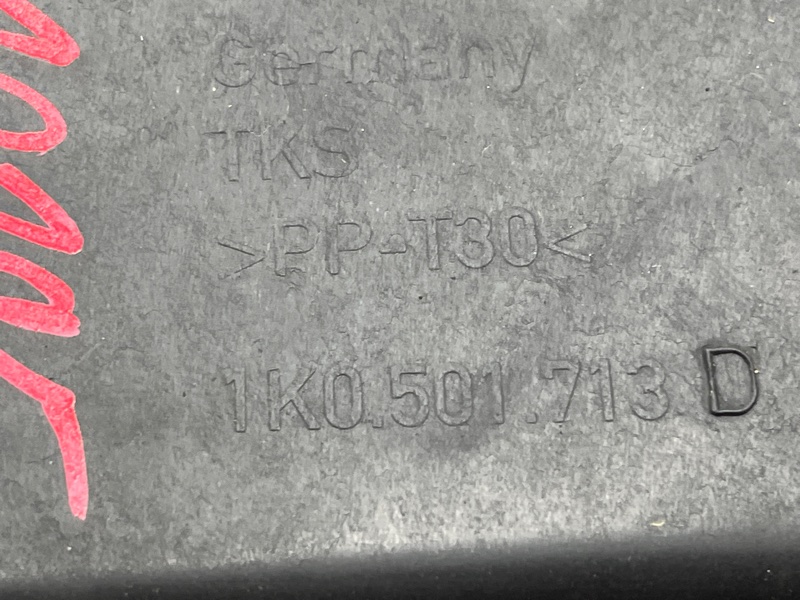 Germany
TKS
>PP-T30<
1K0.501.713 D